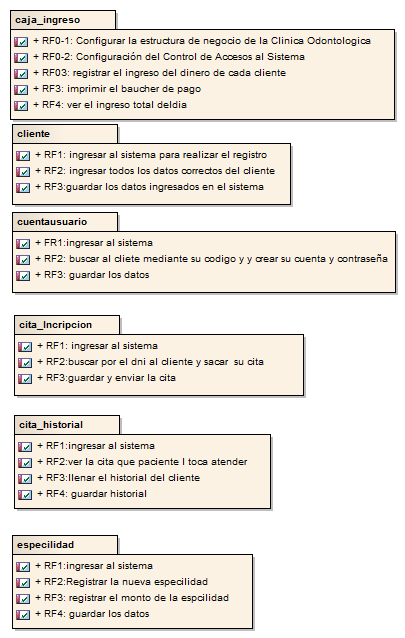 caja_ingreso
+ RF0-1: Configurar la estructura de negocio de la Clinica Odontologica
+ RF0-2: Configuración del Control de Accesos al Sistema
+ RF03: registrar el ingreso del dinero de cada cliente
+ RF3: imprimir el baucher de pago
+ RF4: ver el ingreso total deldia
cliente
+ RF1: ingresar al sistema para realizar el registro
+ RF2: ingresar todos los datos correctos del cliente
+ RF3:guardar los datos ingresados en el sistema
cuentausuario
+ FR1:ingresar al sistema
+ RF2: buscar al cliete mediante su codigo y y crear su cuenta y contraseña
+ RF3: guardar los datos
cita_Incripcion
+ RF1: ingresar al sistema
+ RF2:buscar por el dni al cliente y sacar su cita
+ RF3:guardar y enviar la cita
cita_historial
+ RF1:ingresar al sistema
+ RF2:ver la cita que paciente l toca atender
+ RF3:llenar el historial del cliente
+ RF4: guardar historial
especilidad
+ RF1:ingresar al sistema
+ RF2:Registrar la nueva especilidad
+ RF3: registrar el monto de la espcilidad
+ RF4: guardar los datos